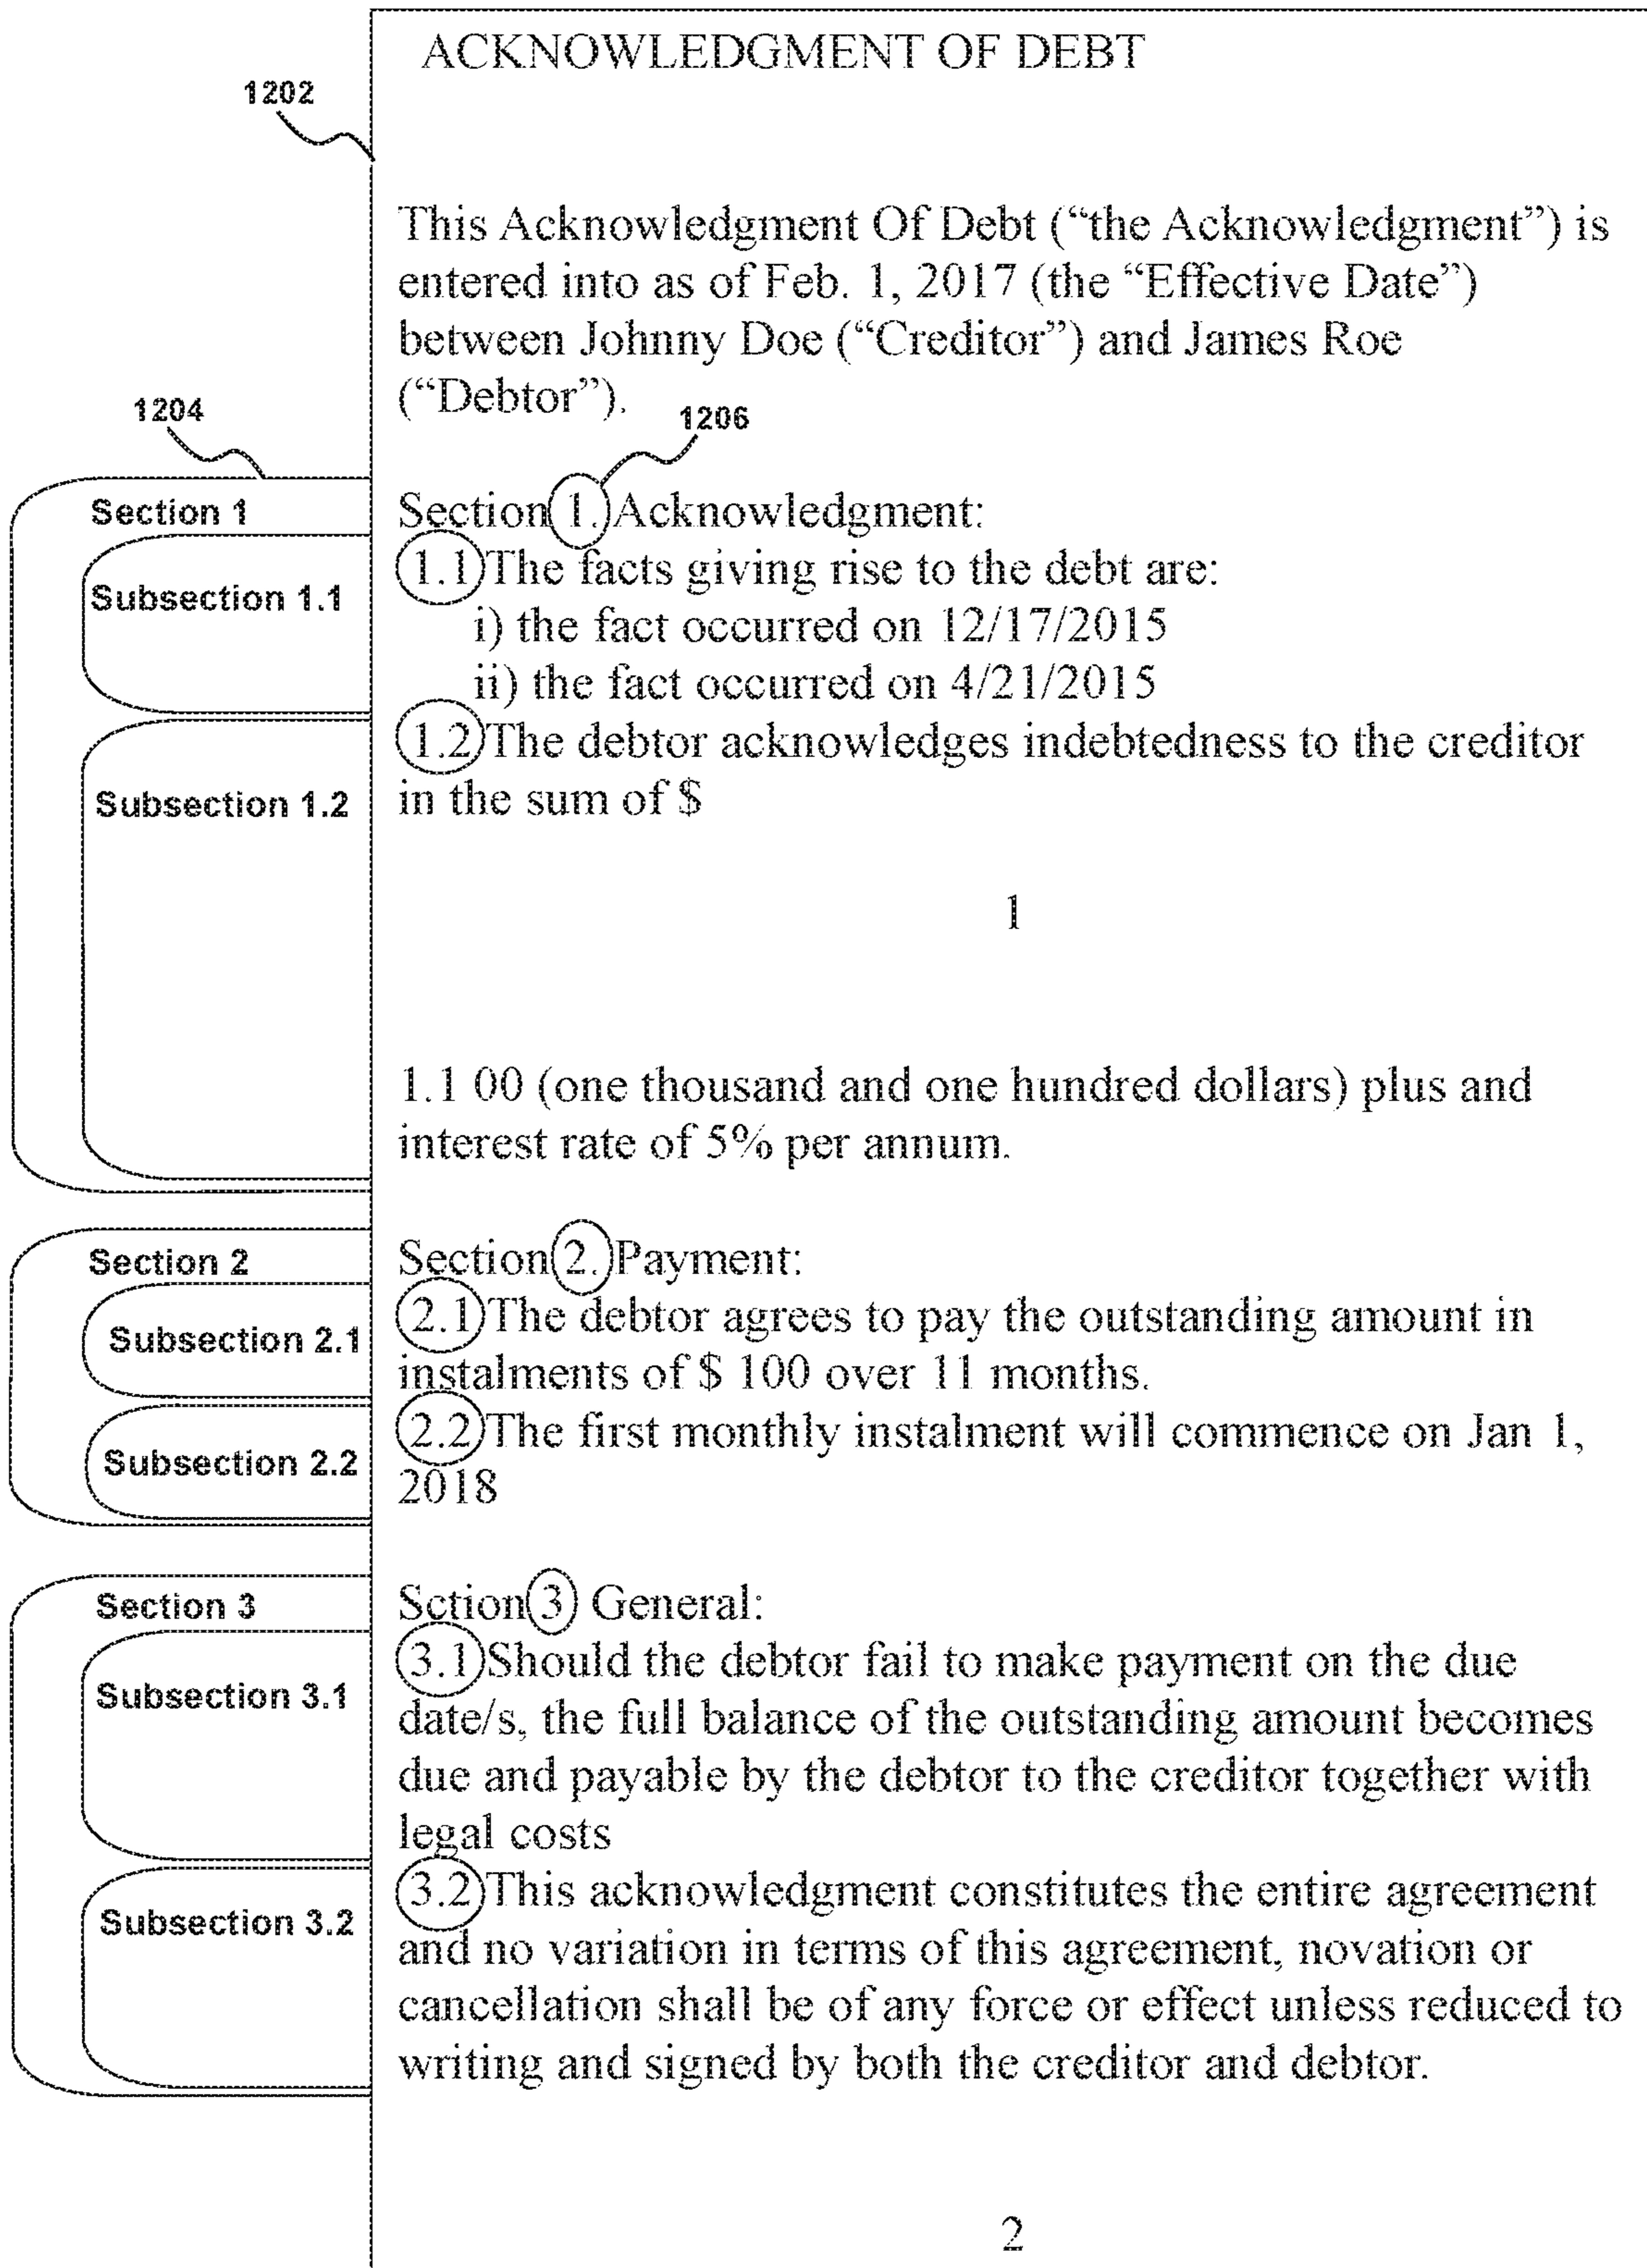 ACKNOWLEDGMENT OF DEBT
1202
This Acknowledgment Of Debt (“the Acknowledgment”) is
entered into as of Feb. 1, 2017 (the “Effective Date”)
between Johnny Doe (“Creditor”) and James Roe
(“Debtor”).
1204
1206
Section 1
Section 1. Acknowledgment:
1.1 The facts giving rise to the debt are:
Subsection 1.1
i) the fact occurred on 12/17/2015
ii) the fact occurred on 4/21/2015
1.2 The debtor acknowledges indebtedness to the creditor
Subsection 1.2
in the sum of $
1
1.1 00 (one thousand and one hundred dollars) plus and
interest rate of 5% per annum.
Section 2
Section 2. Payment:
2.1 The debtor agrees to pay the outstanding amount in
Subsection 2.1
instalments of $ 100 over 11 months.
2.2 The first monthly instalment will commence on Jan 1,
Subsection 2.2
2018
Section 3
Sction 3 General:
3.1 Should the debtor fail to make payment on the due
Subsection 3.1
date/s, the full balance of the outstanding amount becomes
due and payable by the debtor to the creditor together with
legal costs
3.2 This acknowledgment constitutes the entire agreement
Subsection 3.2
and no variation in terms of this agreement, novation or
cancellation shall be of any force or effect unless reduced to
writing and signed by both the creditor and debtor.
2